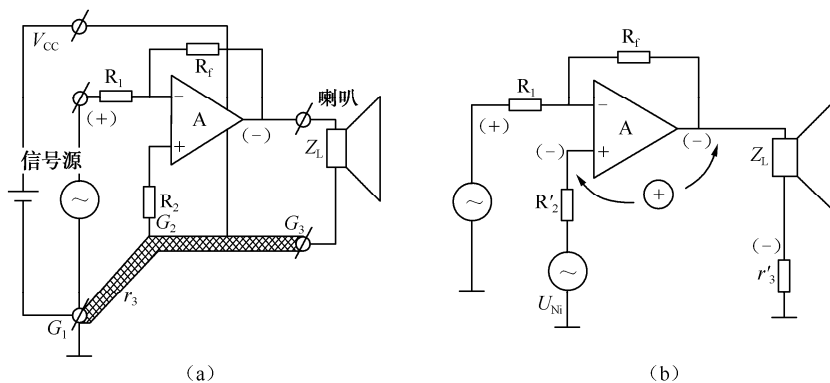 V_CC
R_1
R_f
(+)
−
A
+
(−)
喇叭
Z_L
信号源
~
R_2
G_2
G_3
r_3
G_1
(a)
R_1
R_f
(+)
−
A
+
(−)
(−)
Z_L
~
R'_2
+
~
U_Ni
(−)
r'_3
(b)